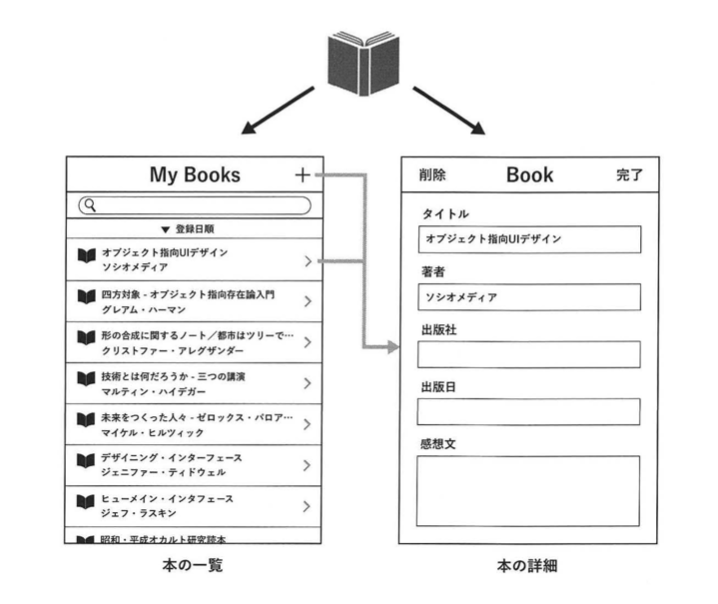 My Books
+
▼ 登録日順
オブジェクト指向UIデザイン
ソシオメディア
四方対象 - オブジェクト指向存在論入門
グレアム・ハーマン
形の合成に関するノート／都市はツリーで…
クリストファー・アレグザンダー
技術とは何だろうか - 三つの講演
マルティン・ハイデガー
未来をつくった人々 - ゼロックス・パロア…
マイケル・ヒルツィック
デザイニング・インターフェース
ジェニファー・ティドウェル
ヒューメイン・インタフェース
ジェフ・ラスキン
昭和・平成オカルト研究読本
本の一覧
削除 Book 完了
タイトル
オブジェクト指向UIデザイン
著者
ソシオメディア
出版社
出版日
感想文
本の詳細